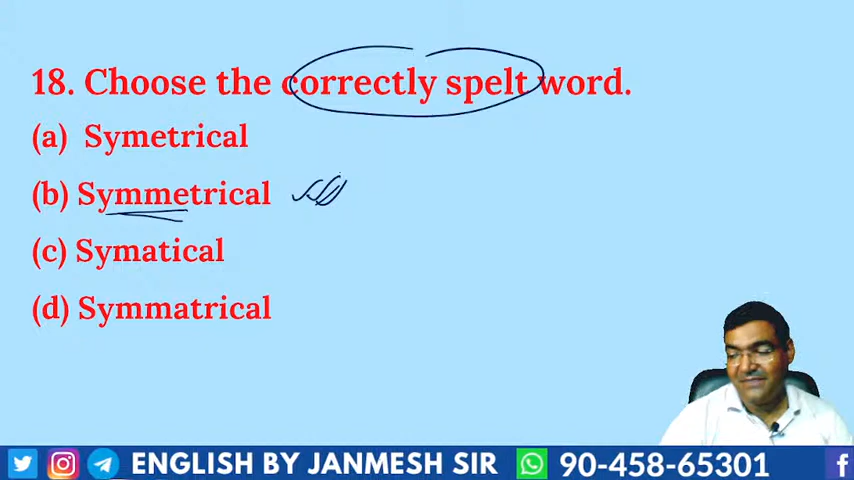 18. Choose the correctly spelt word.
(a) Symetrical
(b) Symmetrical
(c) Symatical
(d) Symmatrical
ENGLISH BY JANMESH SIR 90-458-65301